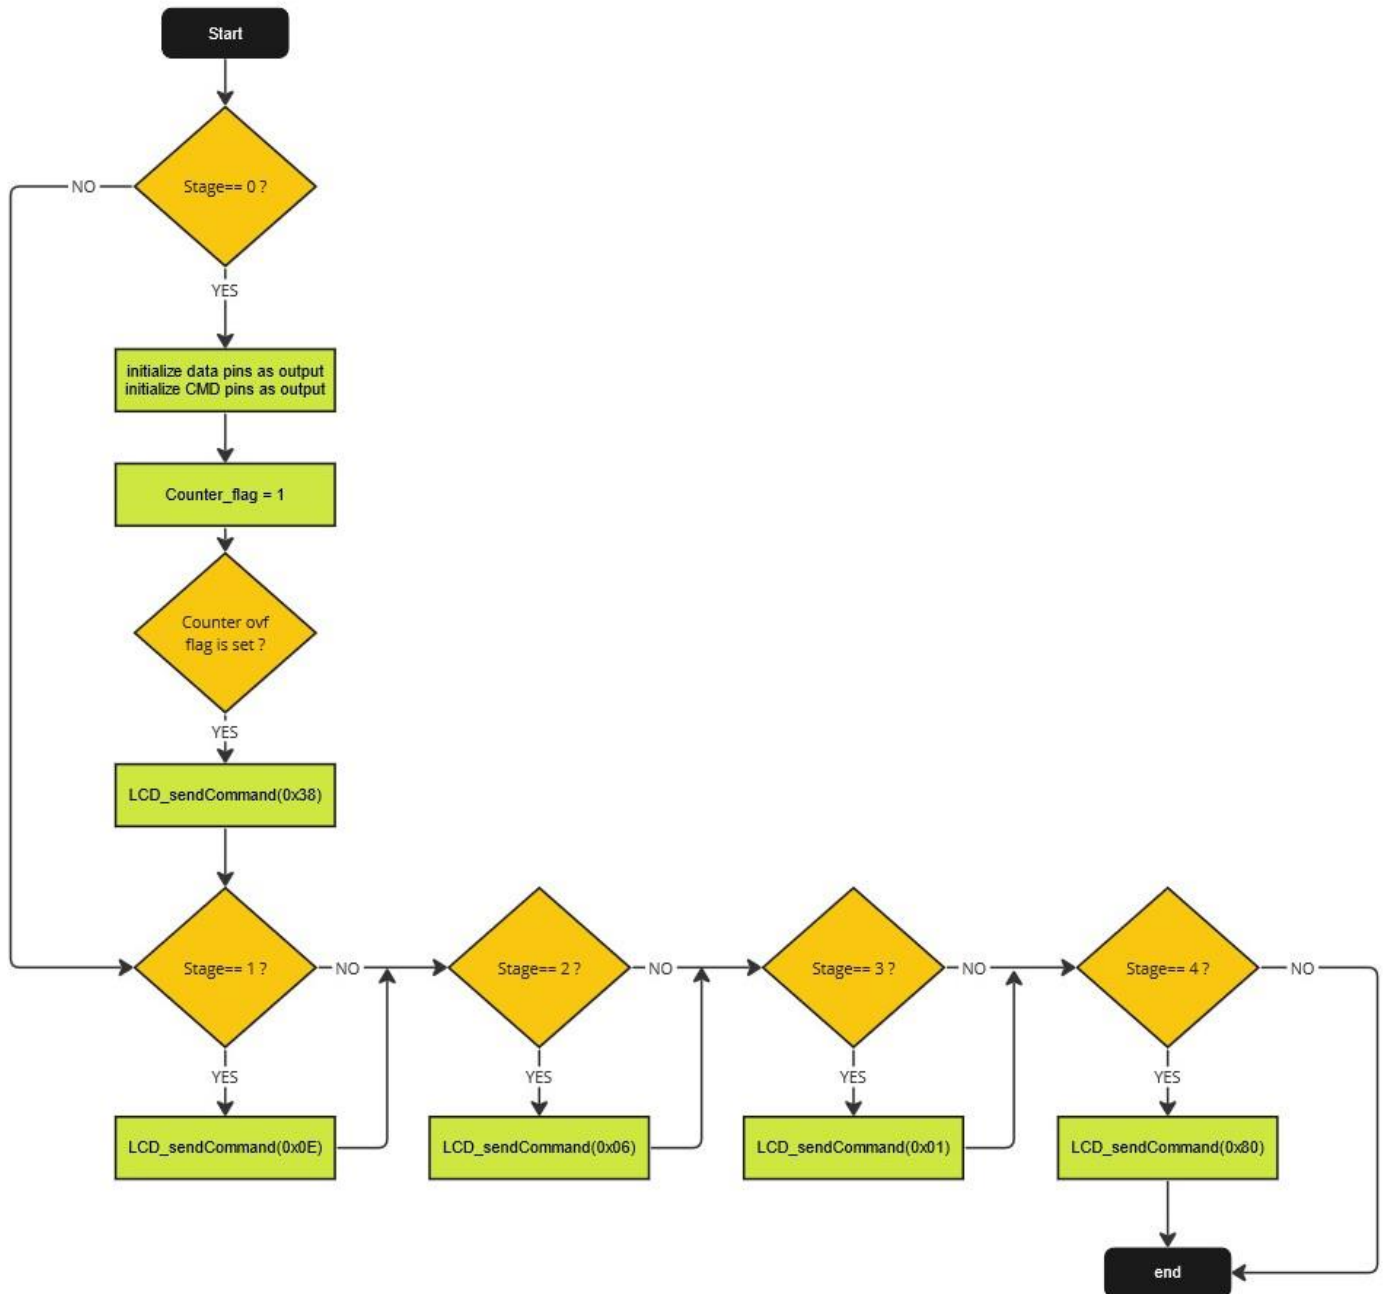 Start
Stage== 0 ?
NO
YES
initialize data pins as output
initialize CMD pins as output
Counter_flag = 1
Counter ovf
flag is set ?
YES
LCD_sendCommand(0x38)
Stage== 1 ?
NO
Stage== 2 ?
NO
Stage== 3 ?
NO
Stage== 4 ?
NO
YES
YES
YES
YES
LCD_sendCommand(0x0E)
LCD_sendCommand(0x06)
LCD_sendCommand(0x01)
LCD_sendCommand(0x80)
end